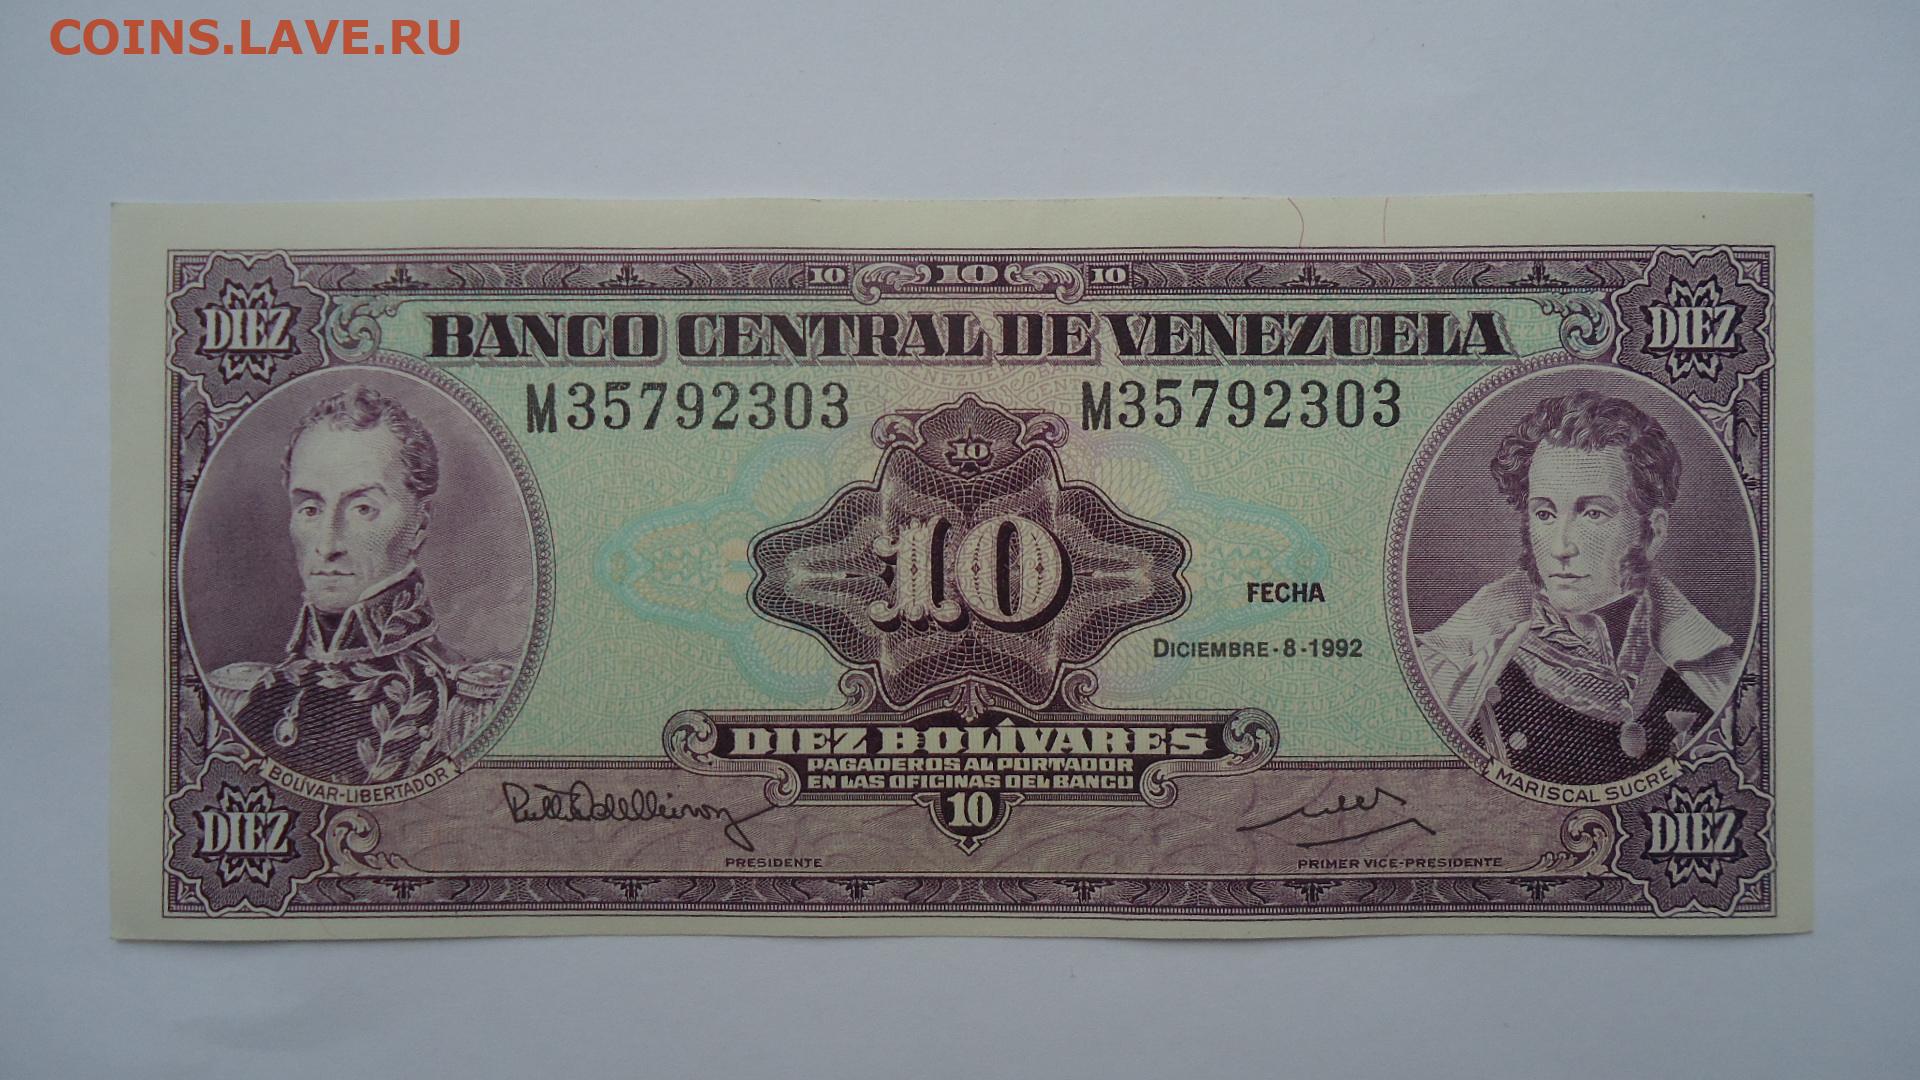 COINS.LAVE.RU
10 10 10
DIEZ DIEZ
BANCO CENTRAL DE VENEZUELA
M35792303 M35792303
10
10
FECHA
DICIEMBRE-8-1992
DIEZ BOLÍVARES
PAGADEROS AL PORTADOR
EN LAS OFICINAS DEL BANCO
BOLIVAR-LIBERTADOR
MARISCAL SUCRE
10
DIEZ DIEZ
PRESIDENTE
PRIMER VICE-PRESIDENTE